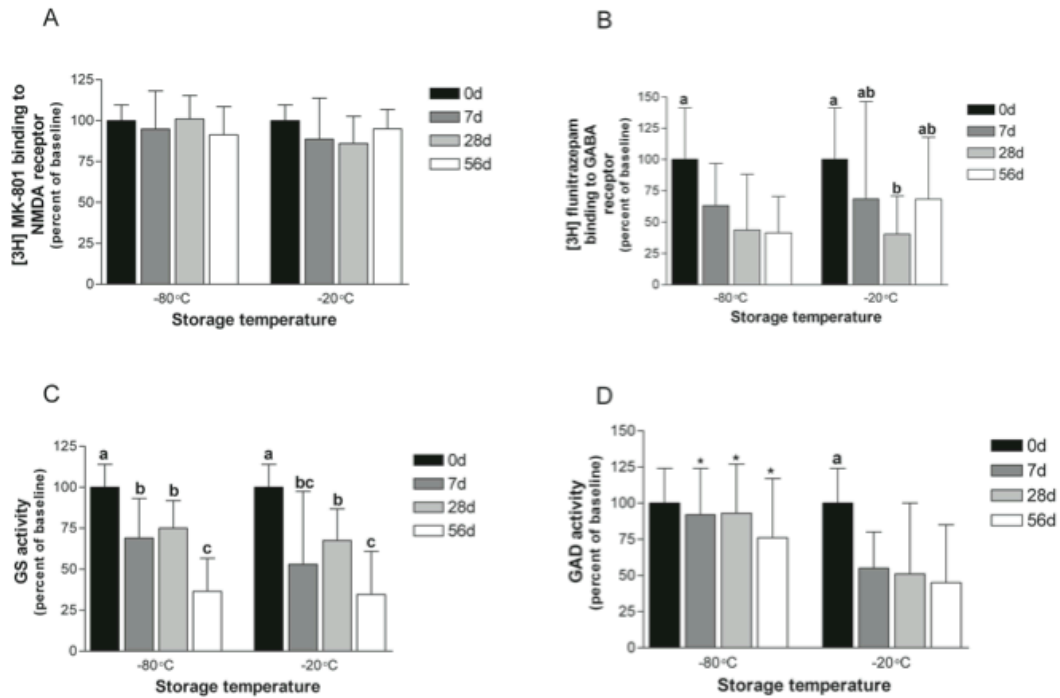 A
[3H] MK-801 binding to
NMDA receptor
(percent of baseline)
125
100
75
50
25
0
-80°C
-20°C
Storage temperature
0d
7d
28d
56d
B
[3H] flunitrazepam
binding to GABA
receptor
(percent of baseline)
150
125
100
75
50
25
0
a
a
ab
b
ab
-80°C
-20°C
Storage temperature
0d
7d
28d
56d
C
GS activity
(percent of baseline)
125
100
75
50
25
0
a
b
b
c
a
bc
b
c
-80°C
-20°C
Storage temperature
0d
7d
28d
56d
D
GAD activity
(percent of baseline)
150
125
100
75
50
25
0
*
*
*
a
-80°C
-20°C
Storage temperature
0d
7d
28d
56d